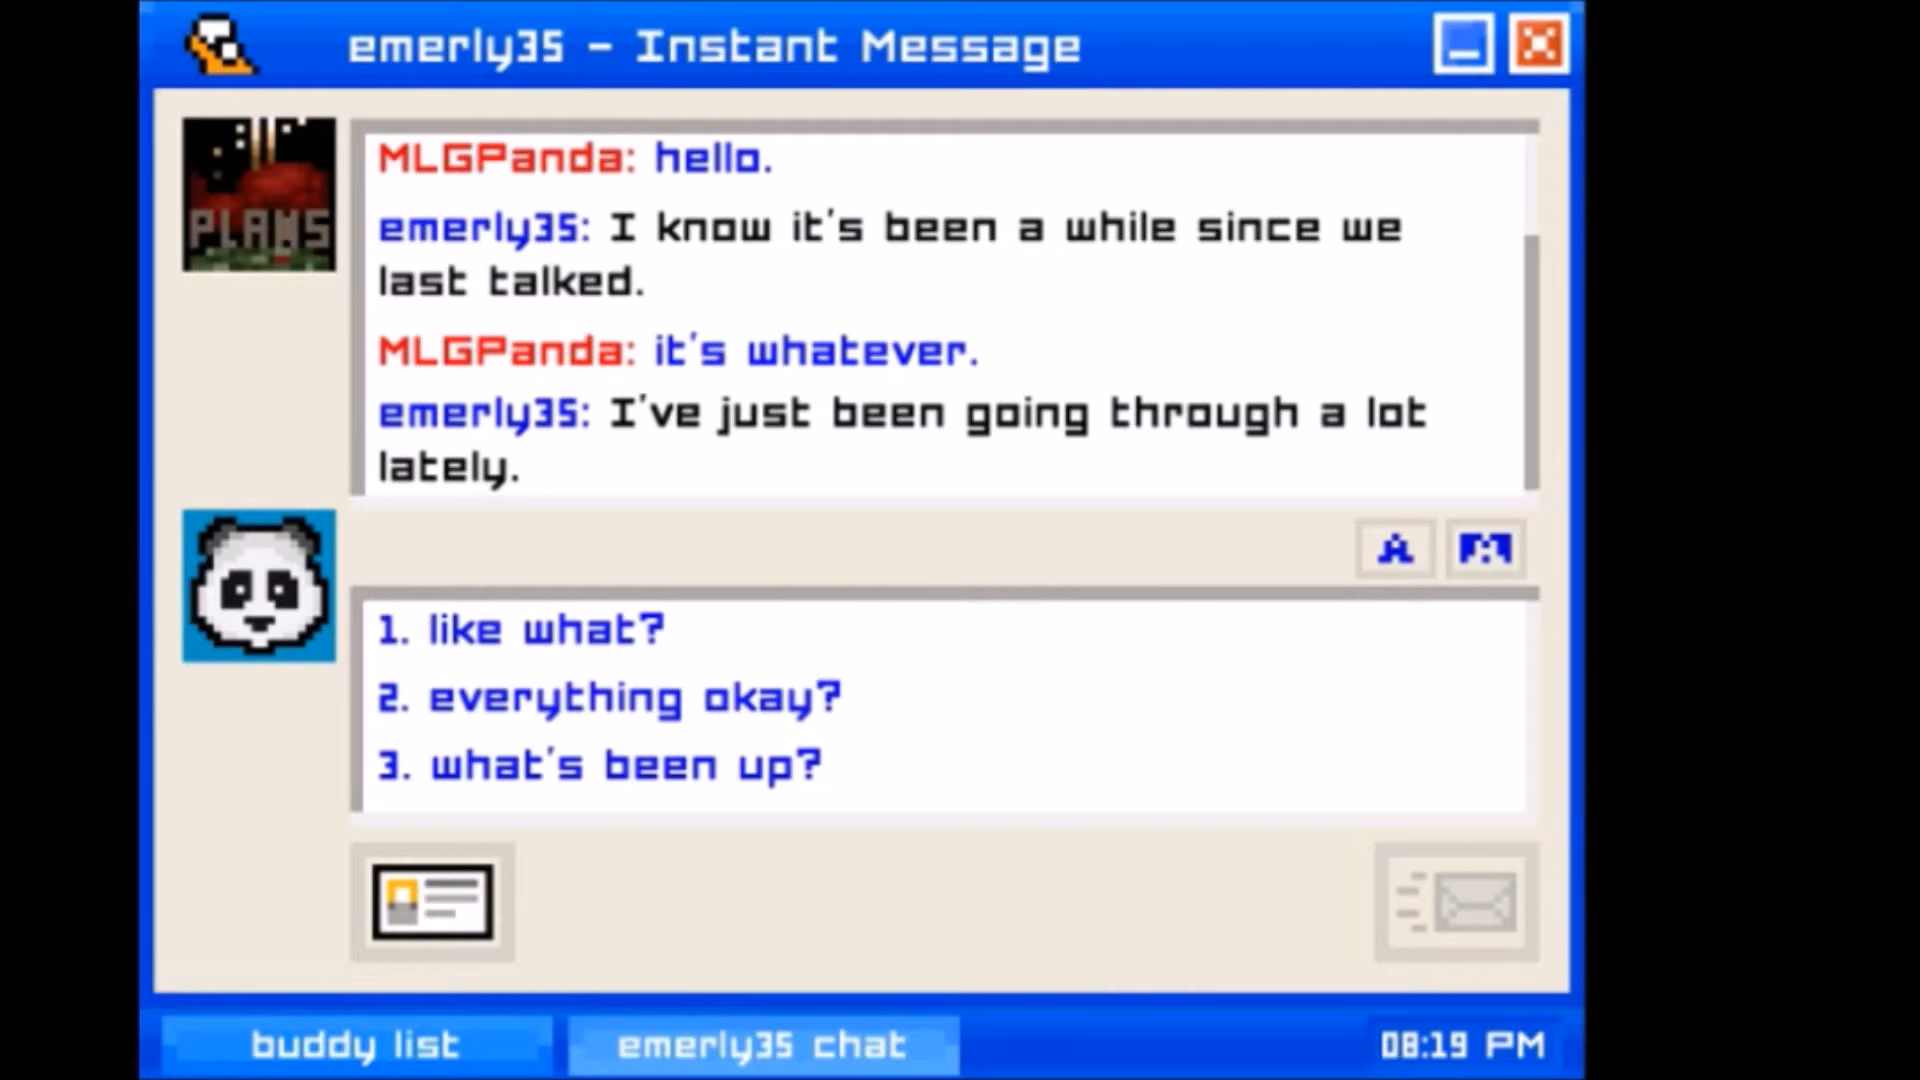 emerly35 - Instant Message
MLGPanda: hello.
emerly35: I know it's been a while since we
last talked.
MLGPanda: it's whatever.
emerly35: I've just been going through a lot
lately.
PLANS
A
1. like what?
2. everything okay?
3. what's been up?
buddy list
emerly35 chat
08:19 PM